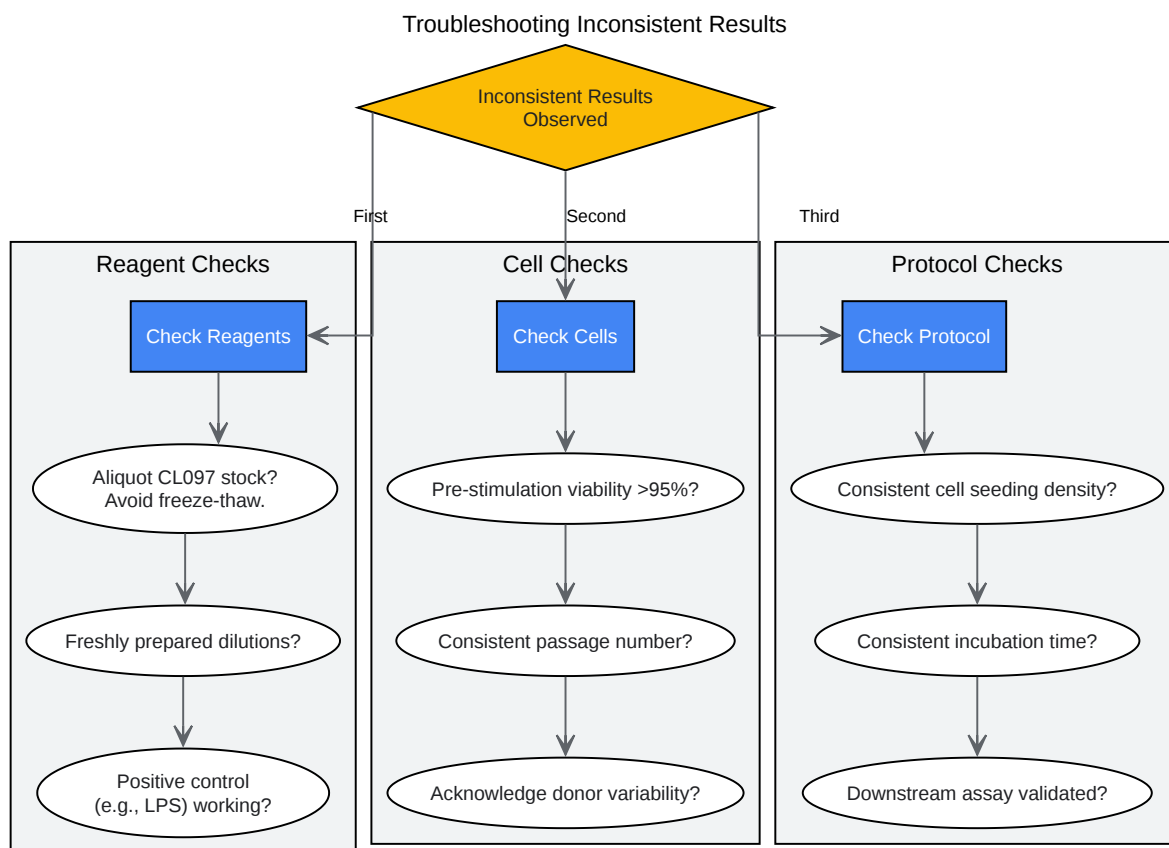 Troubleshooting Inconsistent Results
Inconsistent Results
Observed
First
Second
Third
Reagent Checks
Check Reagents
Aliquot CL097 stock?
Avoid freeze-thaw.
Freshly prepared dilutions?
Positive control
(e.g., LPS) working?
Cell Checks
Check Cells
Pre-stimulation viability >95%?
Consistent passage number?
Acknowledge donor variability?
Protocol Checks
Check Protocol
Consistent cell seeding density?
Consistent incubation time?
Downstream assay validated?